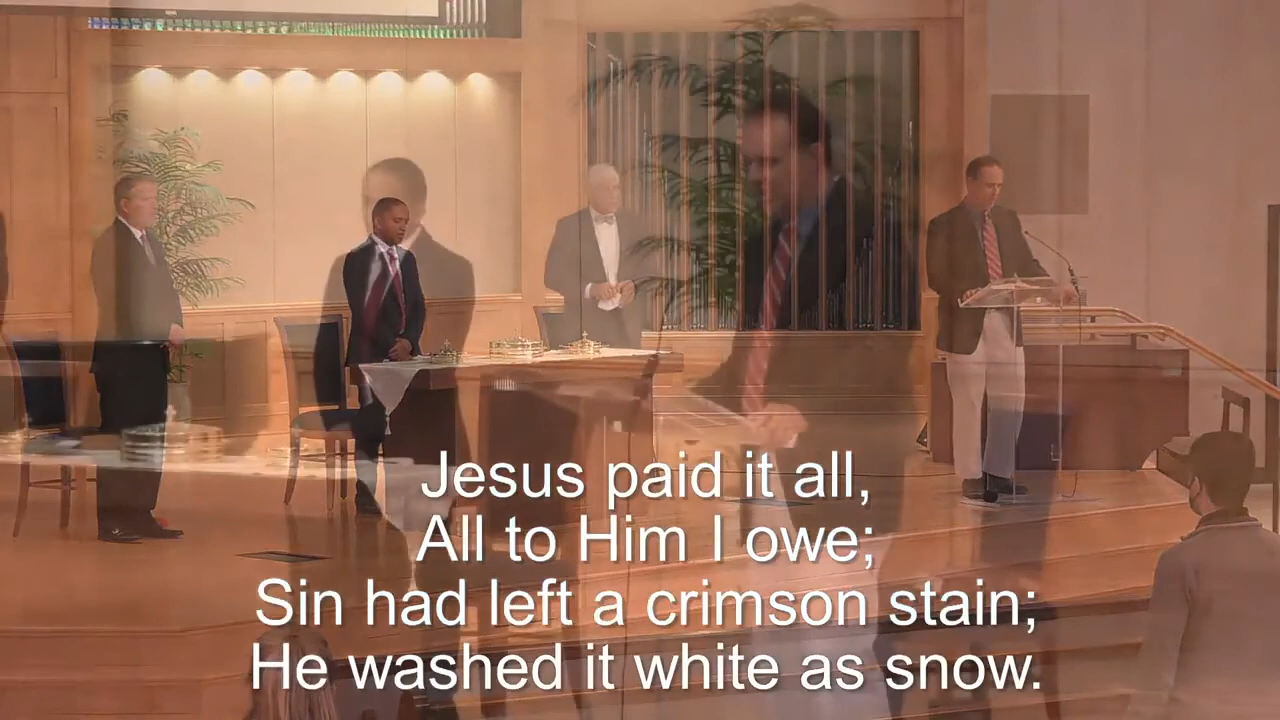 Jesus paid it all,
All to Him I owe;
Sin had left a crimson stain;
He washed it white as snow.